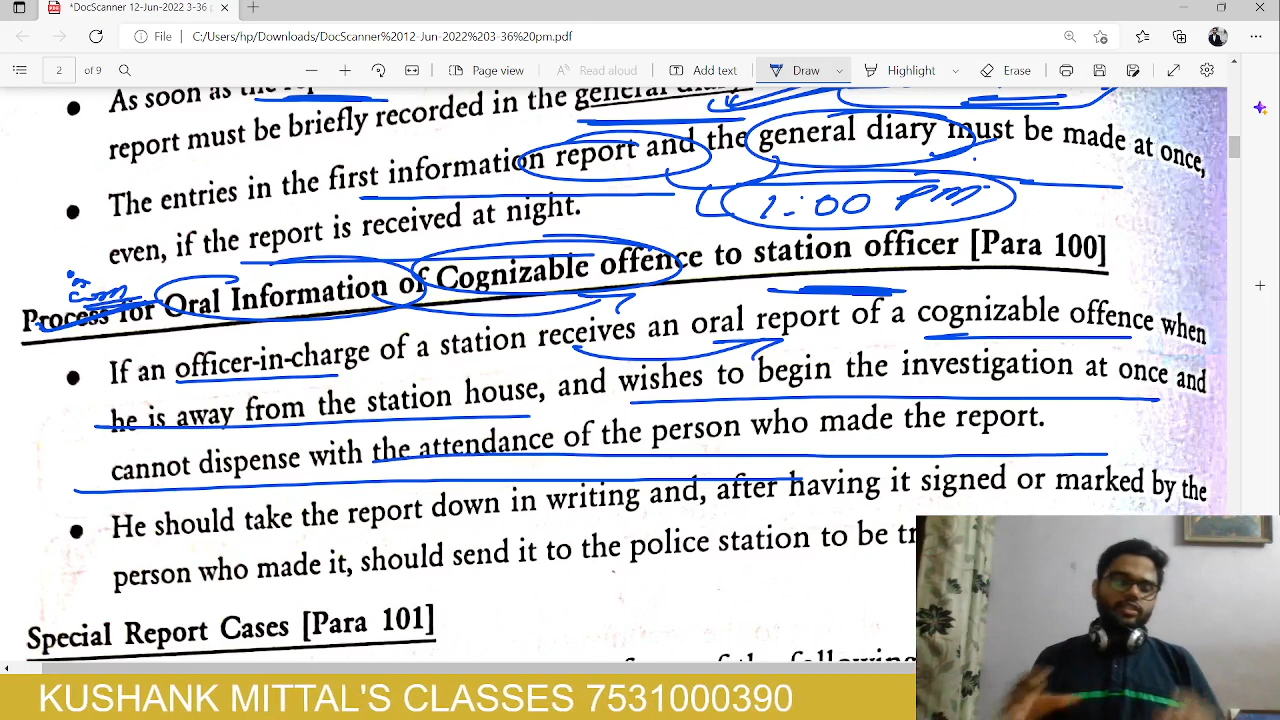 *DocScanner 12-Jun-2022 3-36 p
File C:/Users/hp/Downloads/DocScanner%2012-Jun-2022%203-36%20pm.pdf
2 of 9 Page view Read aloud Add text Draw Highlight Erase
As soon as the
report must be briefly recorded in the general diary
The entries in the first information report and the general diary must be made at once,
even, if the report is received at night.
1:00 PM
Process for Oral Information of Cognizable offence to station officer [Para 100]
If an officer-in-charge of a station receives an oral report of a cognizable offence when
he is away from the station house, and wishes to begin the investigation at once and
cannot dispense with the attendance of the person who made the report.
He should take the report down in writing and, after having it signed or marked by the
person who made it, should send it to the police station to be
Special Report Cases [Para 101]
of the following
KUSHANK MITTAL'S CLASSES 7531000390